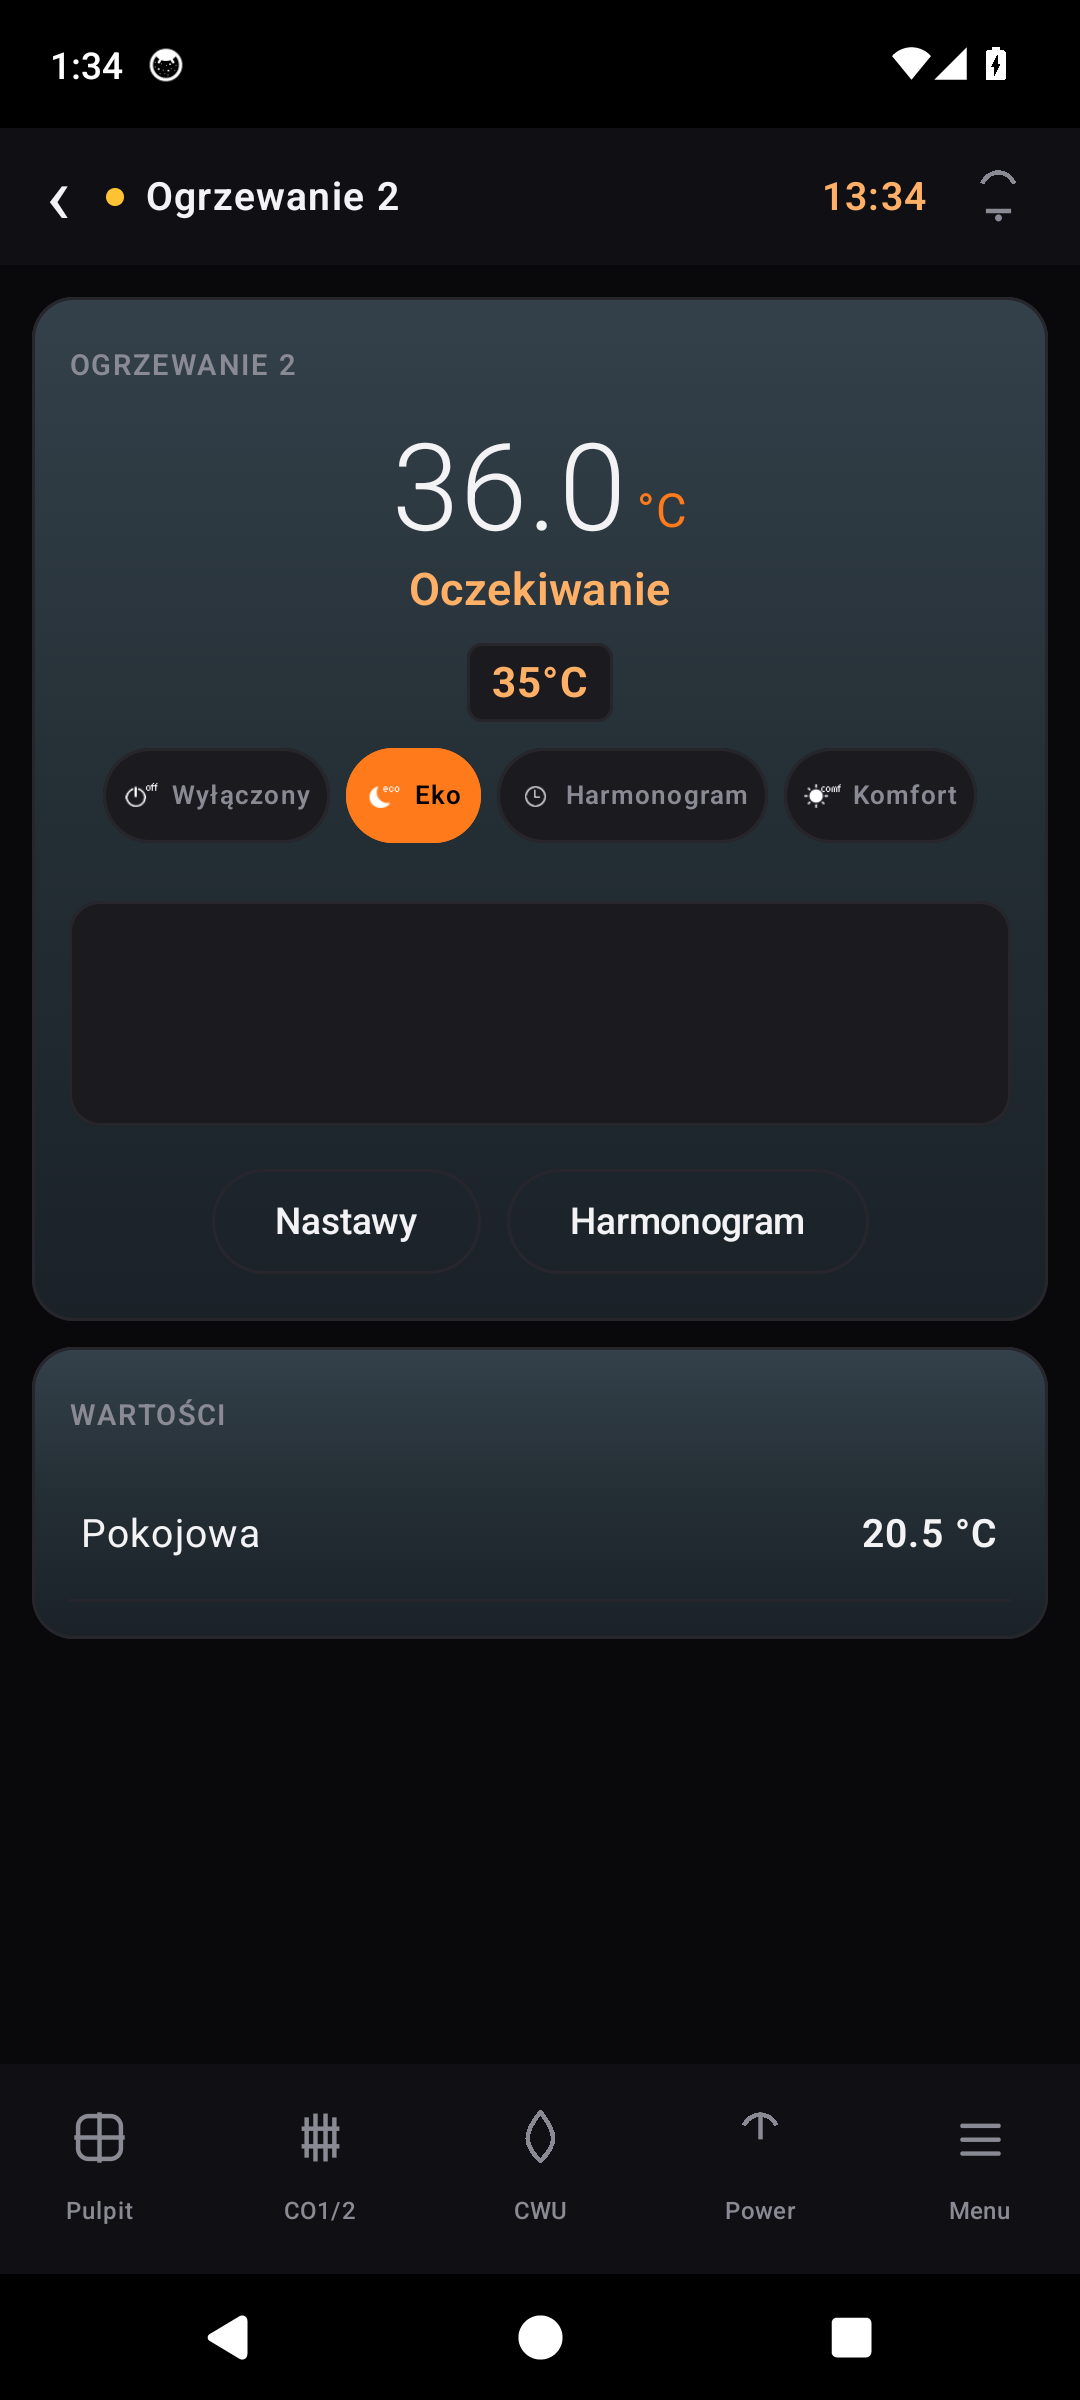 1:34
Ogrzewanie 2
13:34
OGRZEWANIE 2
36.0 °C
Oczekiwanie
35°C
off Wyłączony
eco Eko
Harmonogram
comf Komfort
Nastawy
Harmonogram
WARTOŚCI
Pokojowa 20.5 °C
Pulpit
CO1/2
CWU
Power
Menu